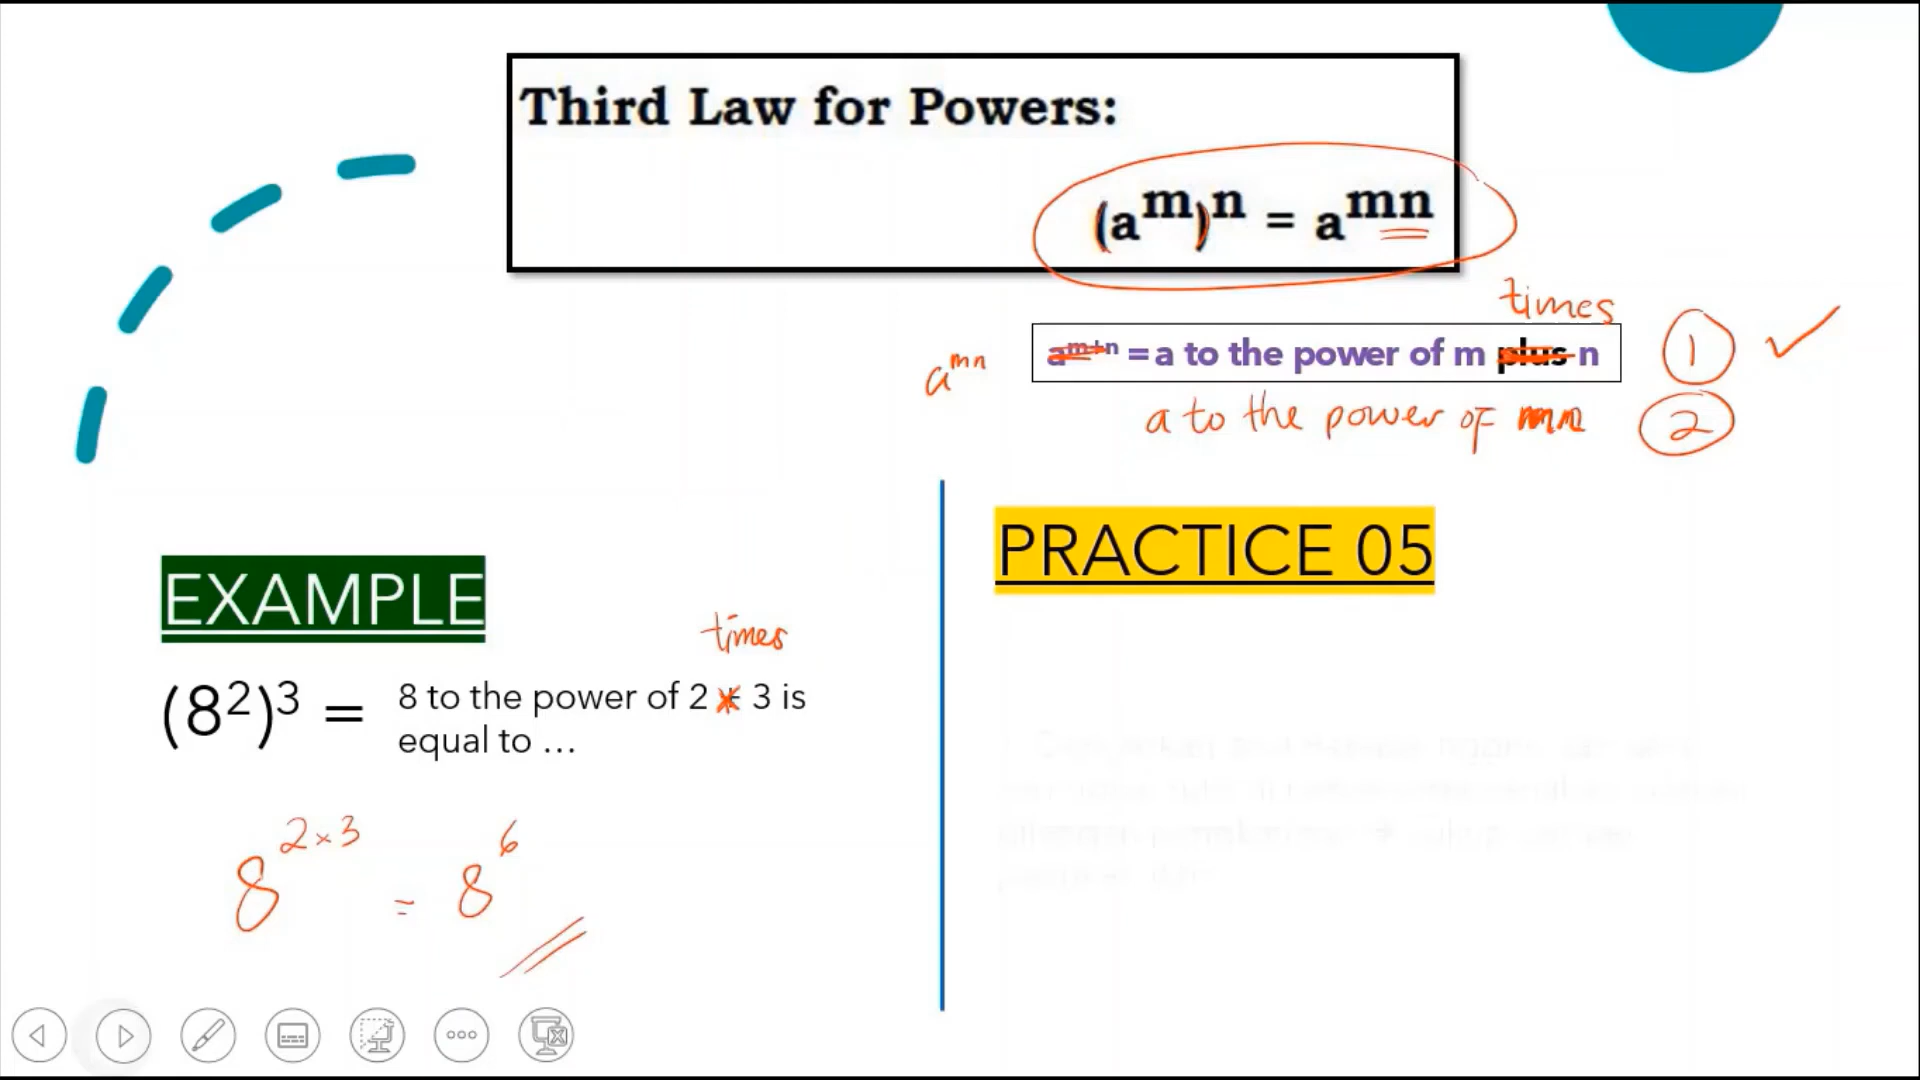 Third Law for Powers:
(a^m)^n = a^mn
times
a^mn
a^m+n = a to the power of m plus n
1
a to the power of mn
2
EXAMPLE
times
(8²)³ = 8 to the power of 2 × 3 is
equal to …
8^2×3 = 8^6
PRACTICE 05